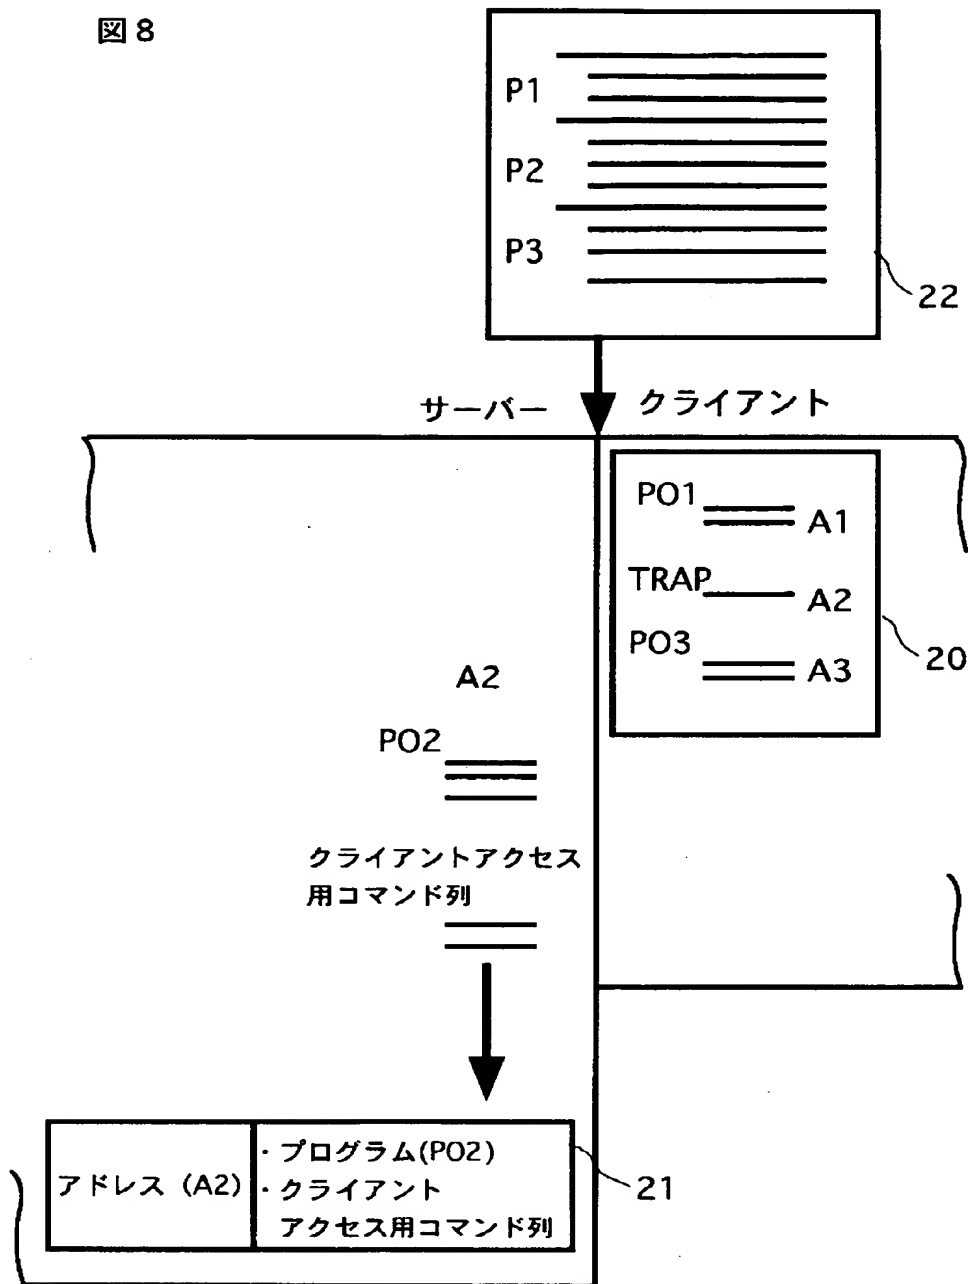 図8
P1
P2
P3
22
サーバー
クライアント
PO1
A1
TRAP
A2
PO3
A3
20
A2
PO2
クライアントアクセス
用コマンド列
アドレス (A2)
・プログラム(PO2)
・クライアント
アクセス用コマンド列
21